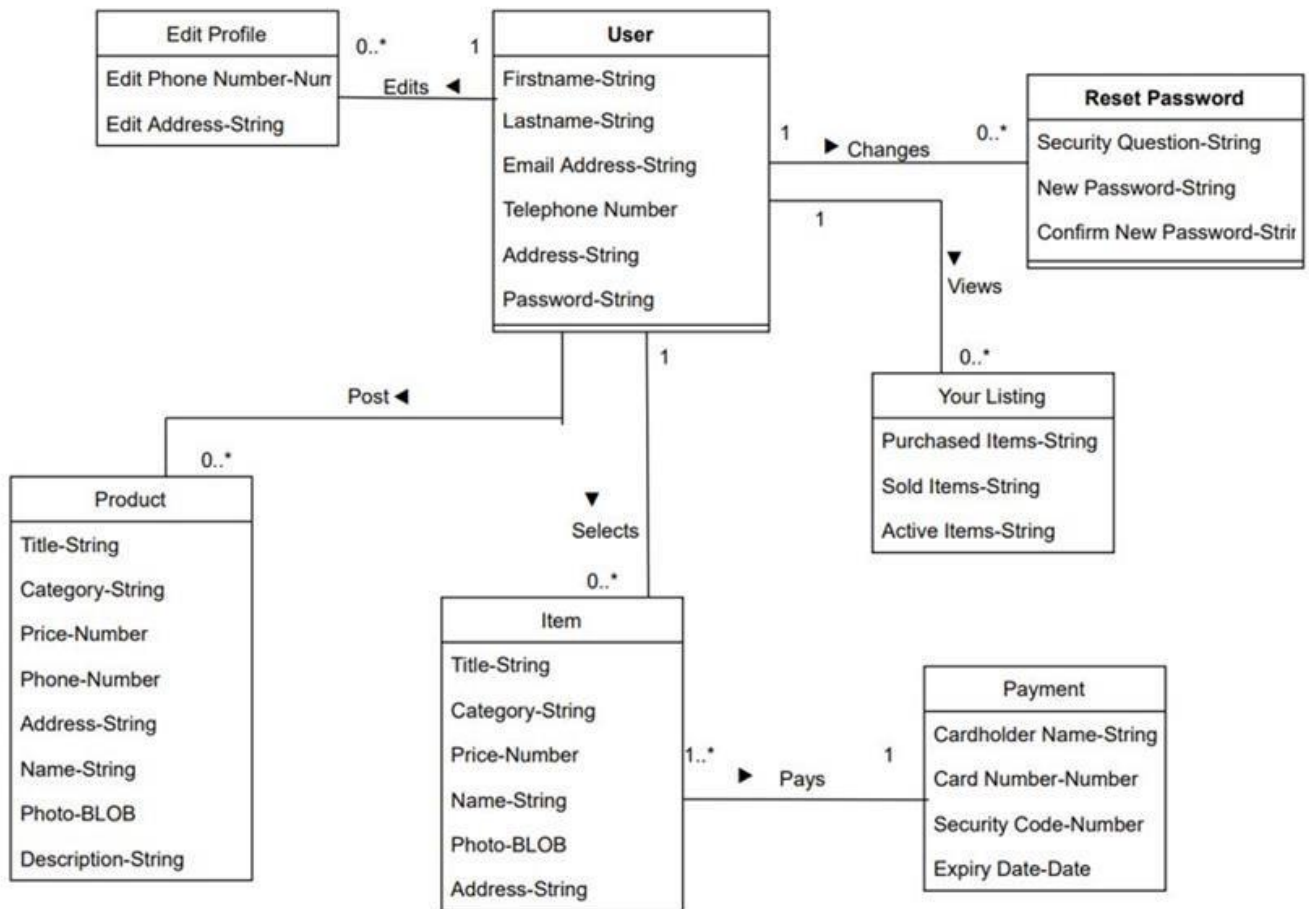 Edit Profile
Edit Phone Number-Num
Edit Address-String
0..*
1
Edits
User
Firstname-String
Lastname-String
Email Address-String
Telephone Number
Address-String
Password-String
1
Changes
0..*
Reset Password
Security Question-String
New Password-String
Confirm New Password-Strin
1
Views
0..*
Your Listing
Purchased Items-String
Sold Items-String
Active Items-String
Post
0..*
Product
Title-String
Category-String
Price-Number
Phone-Number
Address-String
Name-String
Photo-BLOB
Description-String
1
Selects
0..*
Item
Title-String
Category-String
Price-Number
Name-String
Photo-BLOB
Address-String
1..*
Pays
1
Payment
Cardholder Name-String
Card Number-Number
Security Code-Number
Expiry Date-Date